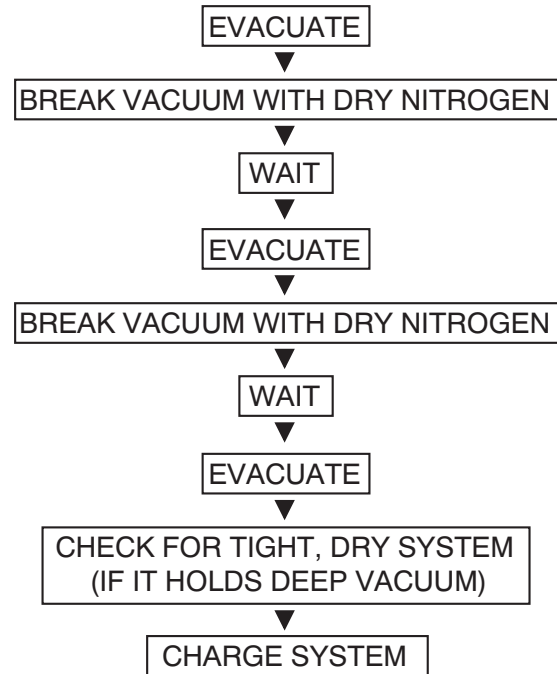 EVACUATE
BREAK VACUUM WITH DRY NITROGEN
WAIT
EVACUATE
BREAK VACUUM WITH DRY NITROGEN
WAIT
EVACUATE
CHECK FOR TIGHT, DRY SYSTEM
(IF IT HOLDS DEEP VACUUM)
CHARGE SYSTEM